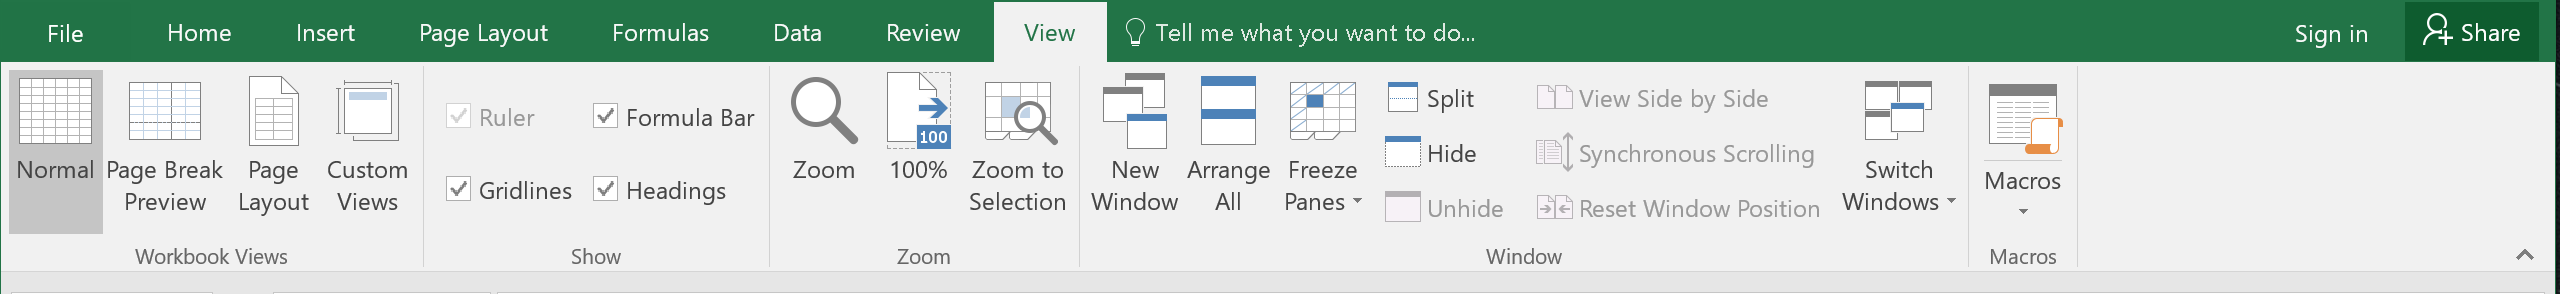 File Home Insert Page Layout Formulas Data Review View Tell me what you want to do... Sign in Share
Normal
Page Break
Preview
Page
Layout
Custom
Views
Workbook Views
Ruler
Formula Bar
Gridlines
Headings
Show
Zoom
100
100%
Zoom to
Selection
Zoom
New
Window
Arrange
All
Freeze
Panes
Split
Hide
Unhide
View Side by Side
Synchronous Scrolling
Reset Window Position
Switch
Windows
Window
Macros
Macros